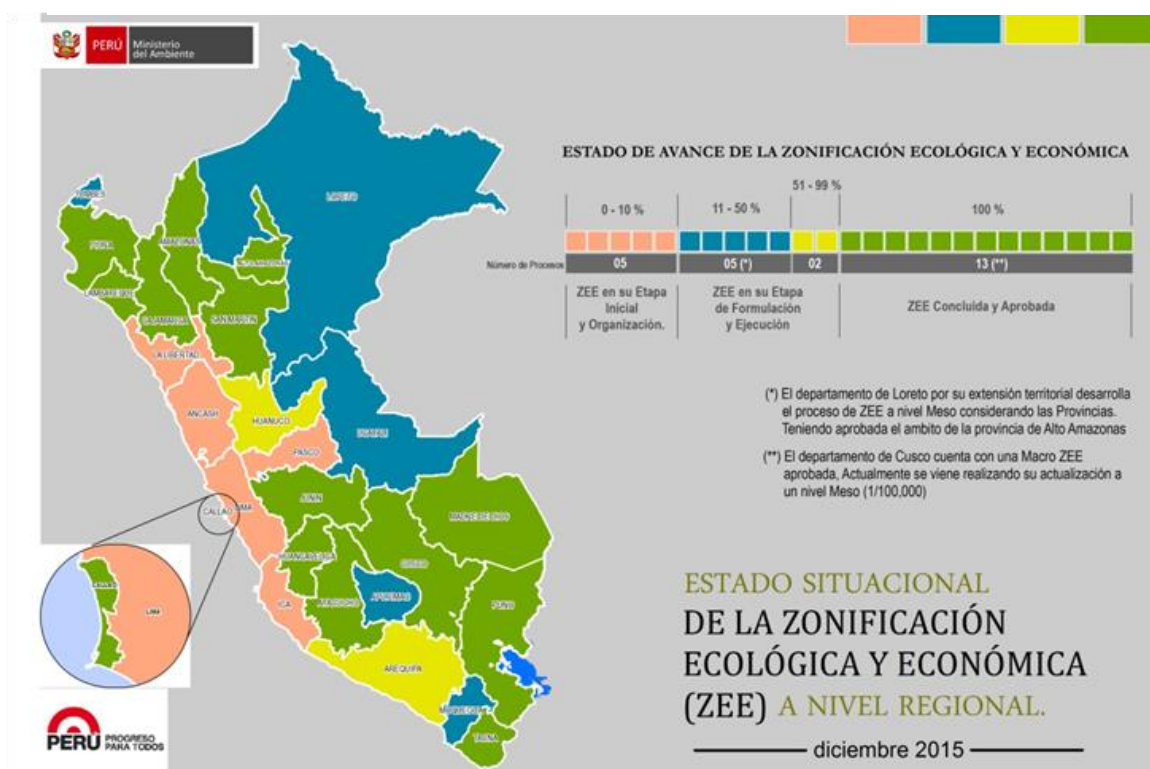 PERÚ
Ministerio
del Ambiente
ESTADO DE AVANCE DE LA ZONIFICACIÓN ECOLÓGICA Y ECONÓMICA
51 - 99 %
0 - 10 %
11 - 50 %
100 %
Número de Procesos
05
05 (*)
02
13 (**)
ZEE en su Etapa
Inicial
y Organización.
ZEE en su Etapa
de Formulación
y Ejecución
ZEE Concluida y Aprobada
(*) El departamento de Loreto por su extensión territorial desarrolla
el proceso de ZEE a nivel Meso considerando las Provincias.
Teniendo aprobada el ambito de la provincia de Alto Amazonas
(**) El departamento de Cusco cuenta con una Macro ZEE
aprobada, Actualmente se viene realizando su actualización a
un nivel Meso (1/100,000)
TUMBES
LORETO
PIURA
AMAZONAS
ALTO AMAZONAS
LAMBAYEQUE
CAJAMARCA
SAN MARTIN
LA LIBERTAD
ANCASH
HUANUCO
UCAYALI
PASCO
JUNIN
CALLAO
LIMA
MADRE DE DIOS
HUANCAVELICA
CUSCO
ICA
AYACUCHO
APURIMAC
PUNO
AREQUIPA
MOQUEGUA
TACNA
CALLAO
LIMA
ESTADO SITUACIONAL
DE LA ZONIFICACIÓN
ECOLÓGICA Y ECONÓMICA
(ZEE) A NIVEL REGIONAL.
diciembre 2015
PERÚ
PROGRESO
PARA TODOS